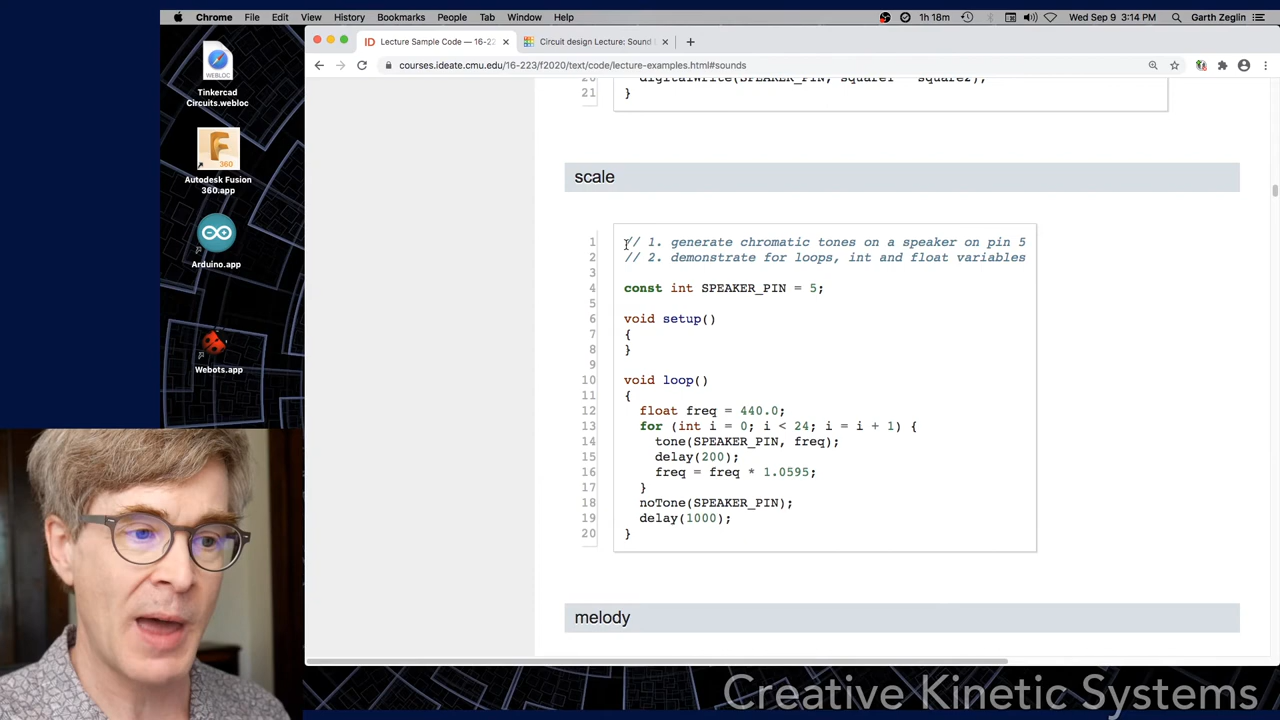 Chrome File Edit View History Bookmarks People Tab Window Help
1h 18m
Wed Sep 9 3:14 PM
Garth Zeglin
Lecture Sample Code — 16-22
Circuit design Lecture: Sound
courses.ideate.cmu.edu/16-223/f2020/text/code/lecture-examples.html#sounds
WEBLOC
Tinkercad
Circuits.webloc
F
360
Autodesk Fusion
360.app
Arduino.app
Webots.app
21 }
scale
1 // 1. generate chromatic tones on a speaker on pin 5
2 // 2. demonstrate for loops, int and float variables
3
4 const int SPEAKER_PIN = 5;
5
6 void setup()
7 {
8 }
9
10 void loop()
11 {
12 float freq = 440.0;
13 for (int i = 0; i < 24; i = i + 1) {
14 tone(SPEAKER_PIN, freq);
15 delay(200);
16 freq = freq * 1.0595;
17 }
18 noTone(SPEAKER_PIN);
19 delay(1000);
20 }
melody
Creative Kinetic Systems